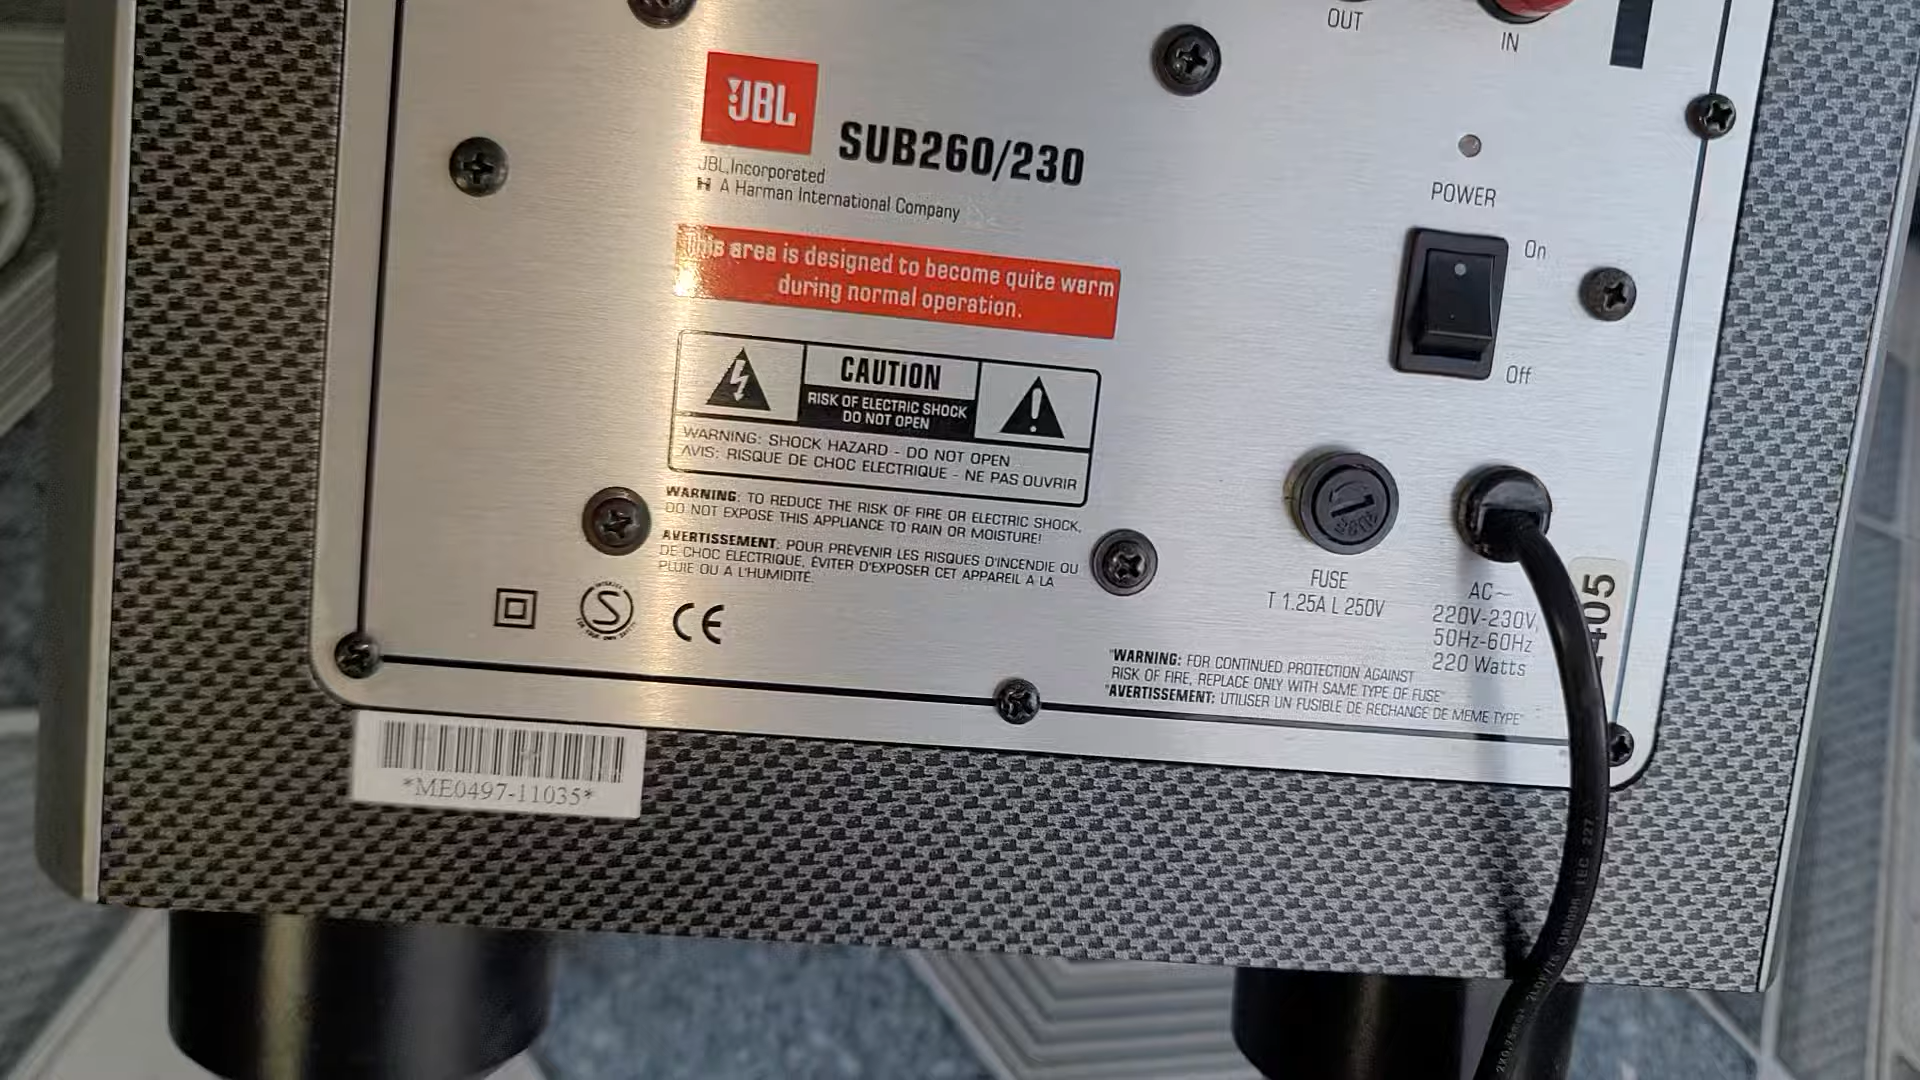 OUT
IN
JBL
SUB260/230
JBL,Incorporated
A Harman International Company
This area is designed to become quite warm
during normal operation.
POWER
On
Off
CAUTION
RISK OF ELECTRIC SHOCK
DO NOT OPEN
WARNING: SHOCK HAZARD - DO NOT OPEN
AVIS: RISQUE DE CHOC ELECTRIQUE - NE PAS OUVRIR
WARNING: TO REDUCE THE RISK OF FIRE OR ELECTRIC SHOCK,
DO NOT EXPOSE THIS APPLIANCE TO RAIN OR MOISTURE!
AVERTISSEMENT: POUR PREVENIR LES RISQUES D'INCENDIE OU
DE CHOC ELECTRIQUE, ÉVITER D'EXPOSER CET APPAREIL A LA
PLUIE OU A L'HUMIDITÉ.
S
CE
FUSE
T 1.25A L 250V
AC~
220V-230V,
50Hz-60Hz
220 Watts
405
"WARNING: FOR CONTINUED PROTECTION AGAINST
RISK OF FIRE, REPLACE ONLY WITH SAME TYPE OF FUSE"
"AVERTISSEMENT: UTILISER UN FUSIBLE DE RECHANGE DE MEME TYPE"
*ME0497-11035*
IEC 227